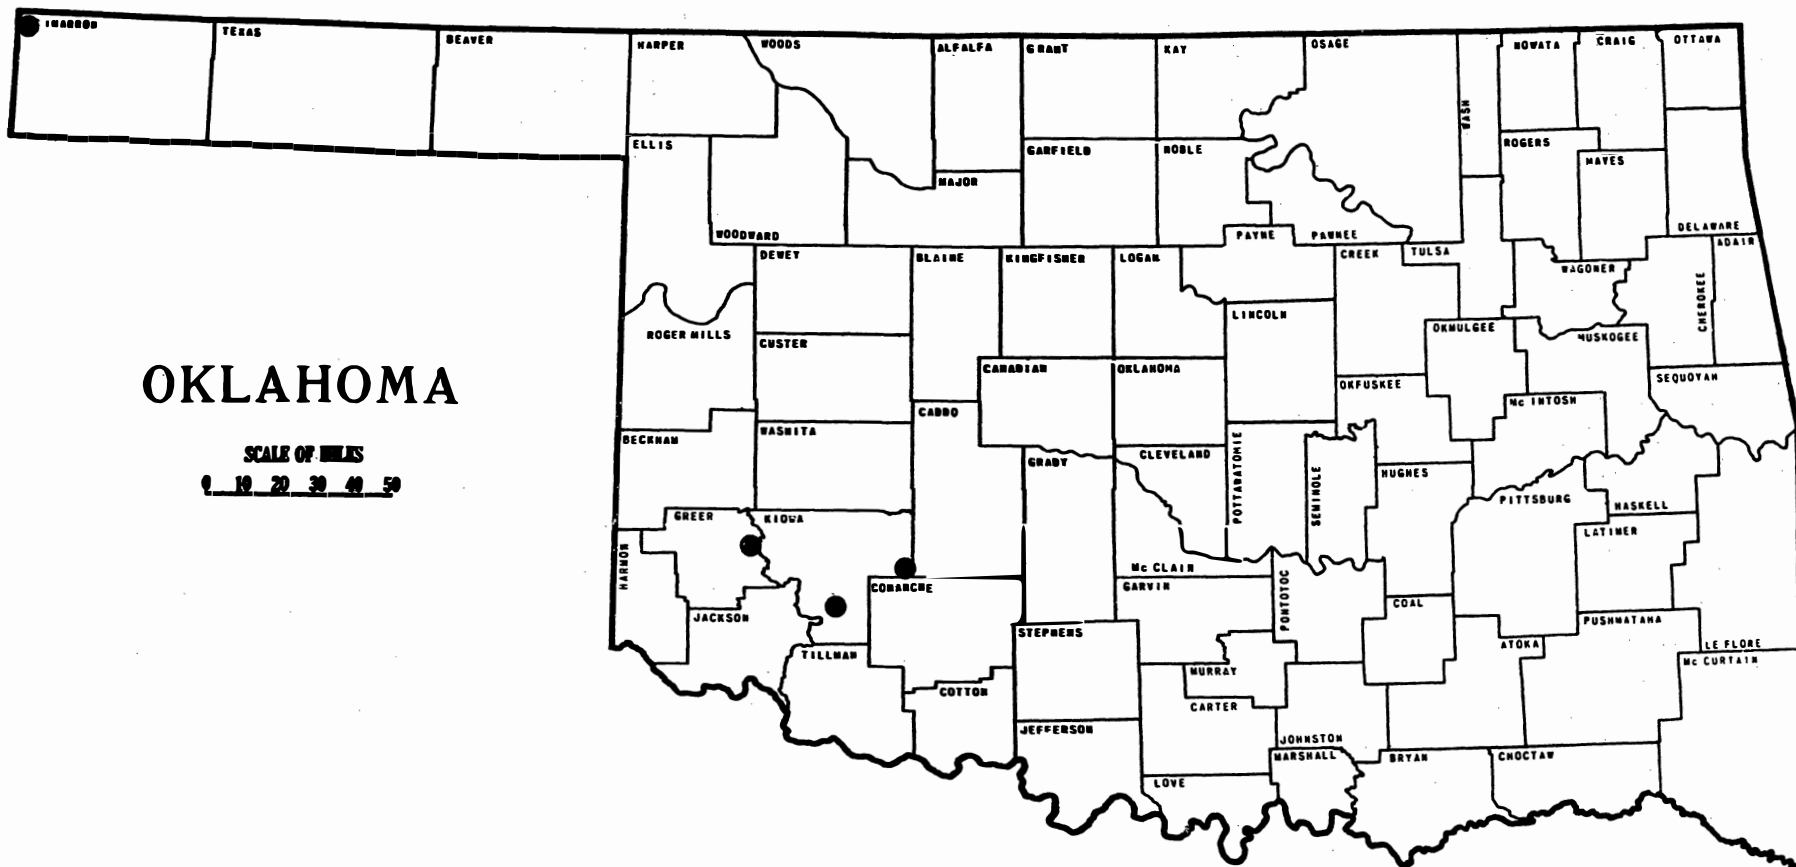 IMARROD
TEXAS
BEAVER
HARPER
WOODS
ALFALFA
GRANT
KAY
OSAGE
WASH
NOWATA
CRAIG
OTTAWA
ELLIS
GARFIELD
NOBLE
ROGERS
MAYES
MAJOR
WOODWARD
PAYNE
PAWNEE
DELAWARE
ADAIR
DEWEY
BLAINE
KINGFISHER
LOGAN
CREEK
TULSA
WAGONER
CHEROKEE
LINCOLN
ROGER MILLS
CUSTER
OKMULGEE
MUSKOGEE
OKLAHOMA
CANADIAN
OKLAHOMA
OKFUSKEE
SEQUOYAH
Mc INTOSH
CADDO
BECKHAM
WASHITA
SCALE OF MILES
0 10 20 30 40 50
GRADY
CLEVELAND
POTTAWATOMIE
SEMINOLE
HUGHES
PITTSBURG
HASKELL
GREER
KIOWA
LATIMER
HARMON
Mc CLAIN
COMANCHE
GARVIN
PONTOTOC
COAL
JACKSON
PUSHMATAHA
STEPHENS
TILLMAN
ATOKA
LE FLORE
Mc CURTAIN
MURRAY
COTTON
CARTER
JEFFERSON
JOHNSTON
MARSHALL
BRYAN
CHOCTAW
LOVE